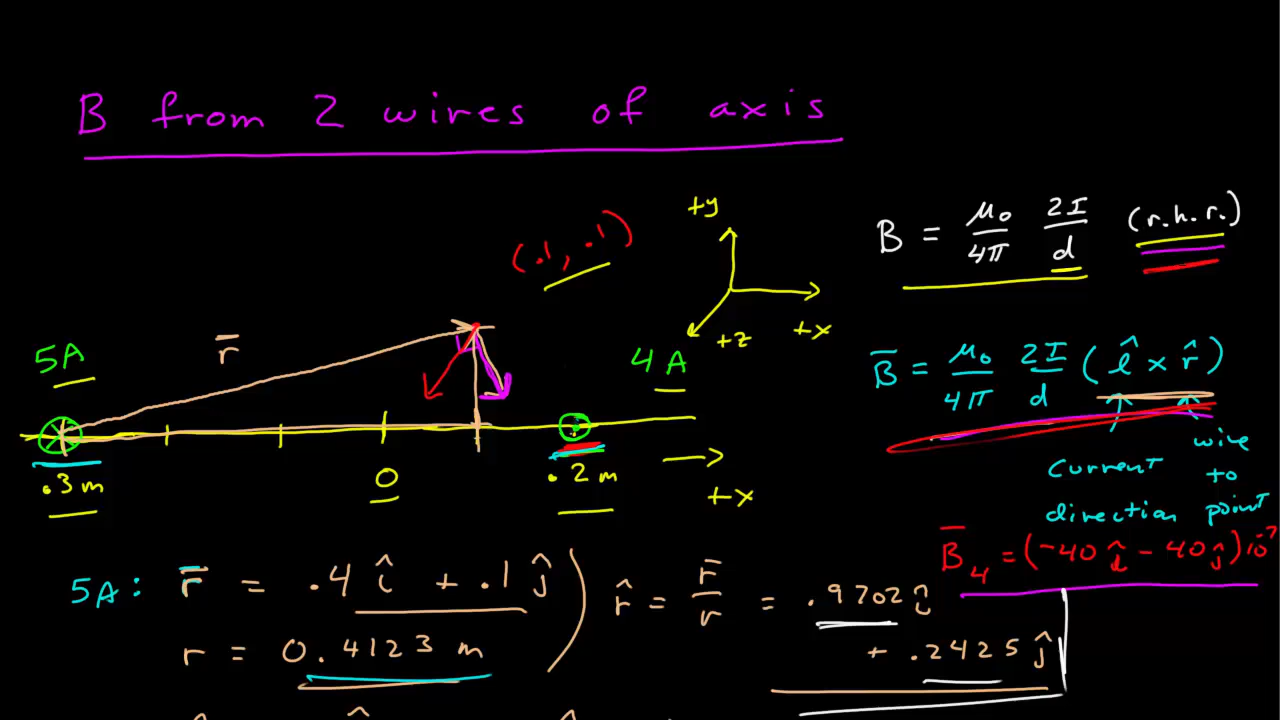 B from 2 wires of axis
+y
(.1, .1)
B = μ₀/4π 2I/d (r.h.r.)
+z
+x
5A
r̄
4A
B̄ = μ₀/4π 2I/d (l̂ x r̂)
.3m
0
.2m
+x
current direction
wire to point
B̄₄ = (-40 î - 40 ĵ)10⁻⁷
5A: r̄ = .4 î + .1 ĵ ) r̂ = r̄/r = .9702 î
r = 0.4123 m
+ .2425 ĵ